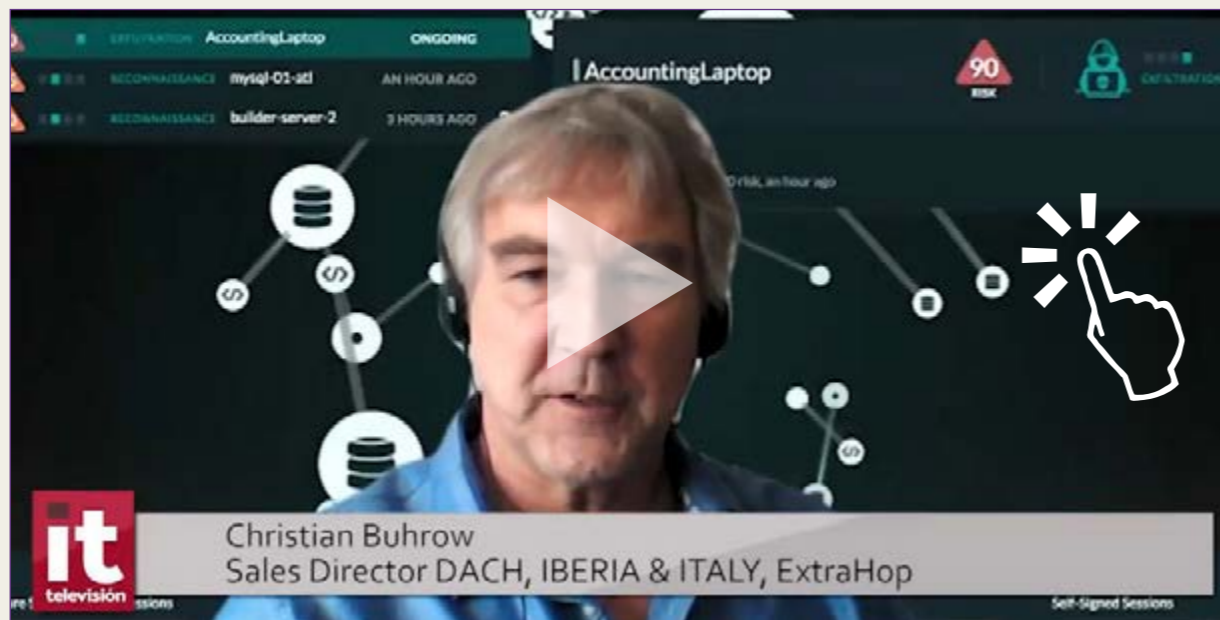 EXFILTRATION AccountingLaptop ONGOING
RECONNAISSANCE mysql-01-atl AN HOUR AGO
RECONNAISSANCE builder-server-2 3 HOURS AGO
AccountingLaptop
90
RISK
EXFILTRATION
risk, an hour ago
it
televisión
Christian Buhrow
Sales Director DACH, IBERIA & ITALY, ExtraHop
Self-Signed Sessions